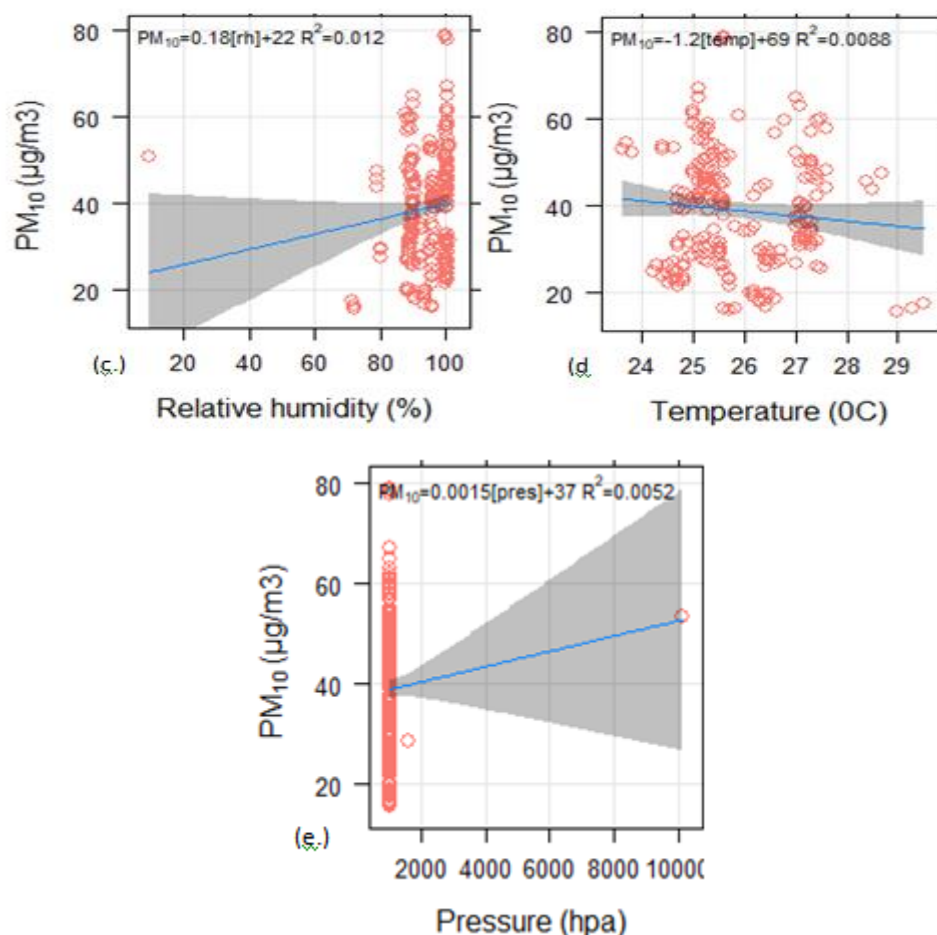 PM10=0.18[rh]+22 R2=0.012
80
60
40
20
PM10 (µg/m3)
20 40 60 80 100
(c.)
Relative humidity (%)
PM10=-1.2[temp]+69 R2=0.0088
80
60
40
20
PM10 (µg/m3)
24 25 26 27 28 29
(d
Temperature (0C)
PM10=0.0015[pres]+37 R2=0.0052
80
60
40
20
PM10 (µg/m3)
2000 4000 6000 8000 1000(
(e.)
Pressure (hpa)